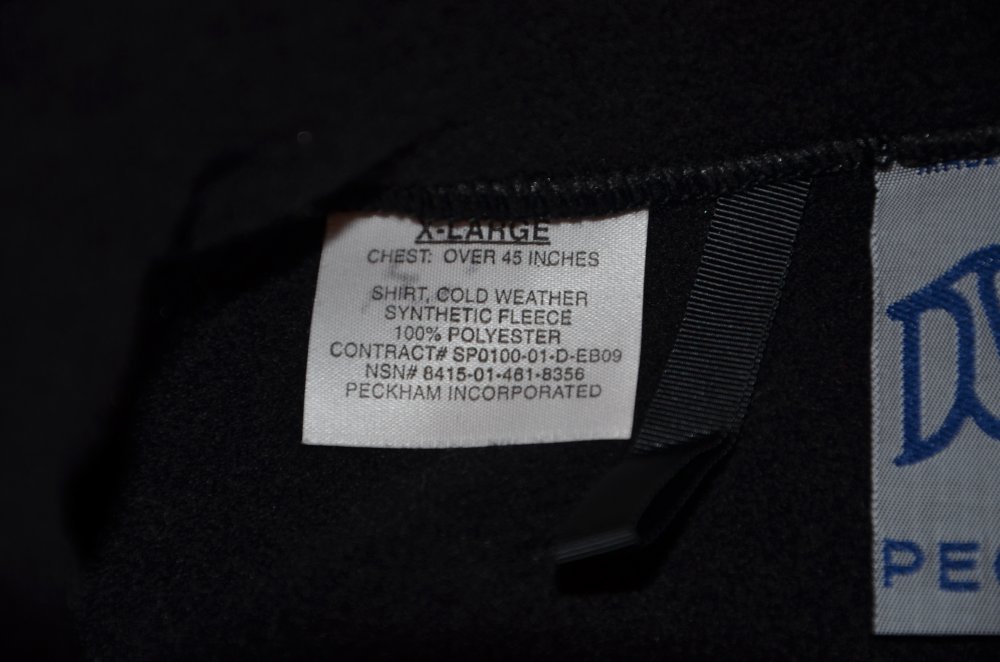 X-LARGE
CHEST: OVER 45 INCHES
SHIRT, COLD WEATHER
SYNTHETIC FLEECE
100% POLYESTER
CONTRACT# SP0100-01-D-EB09
NSN# 8415-01-461-8356
PECKHAM INCORPORATED
PEC